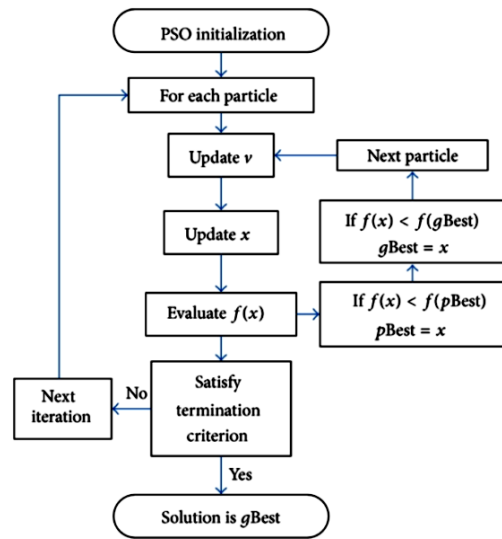 PSO initialization
For each particle
Update v
Next particle
Update x
If f(x) < f(gBest)
gBest = x
Evaluate f(x)
If f(x) < f(pBest)
pBest = x
Satisfy
termination
criterion
No
Next
iteration
Yes
Solution is gBest